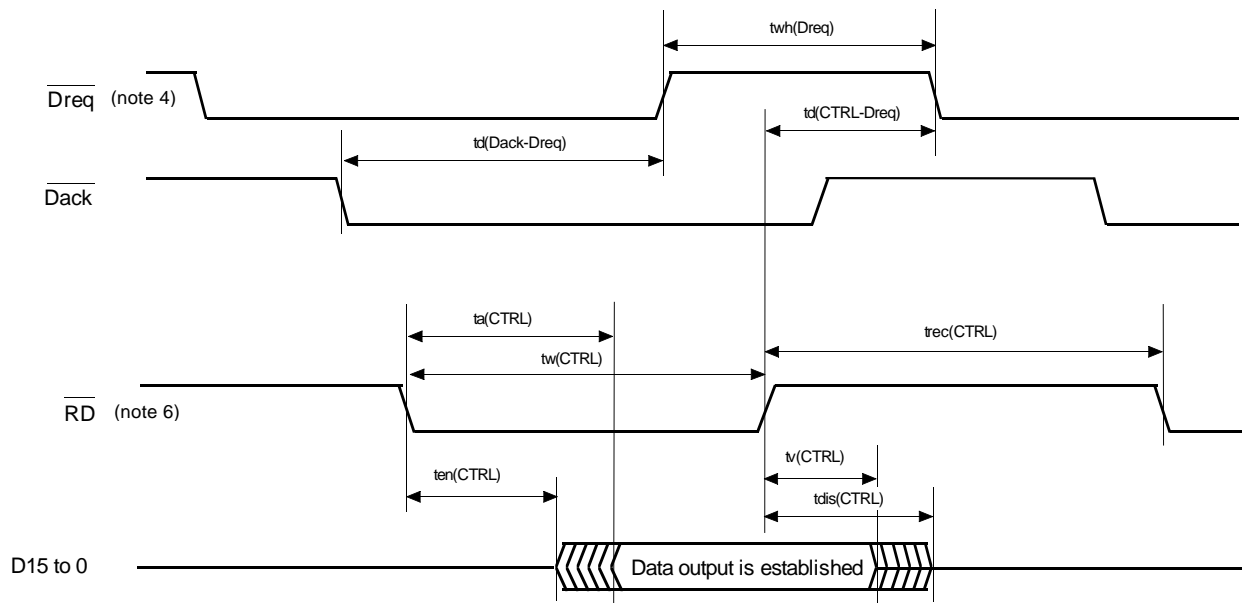 twh(Dreq)
Dreq (note 4)
td(CTRL-Dreq)
td(Dack-Dreq)
Dack
ta(CTRL)
trec(CTRL)
tw(CTRL)
RD (note 6)
tv(CTRL)
ten(CTRL)
tdis(CTRL)
D15 to 0
Data output is established